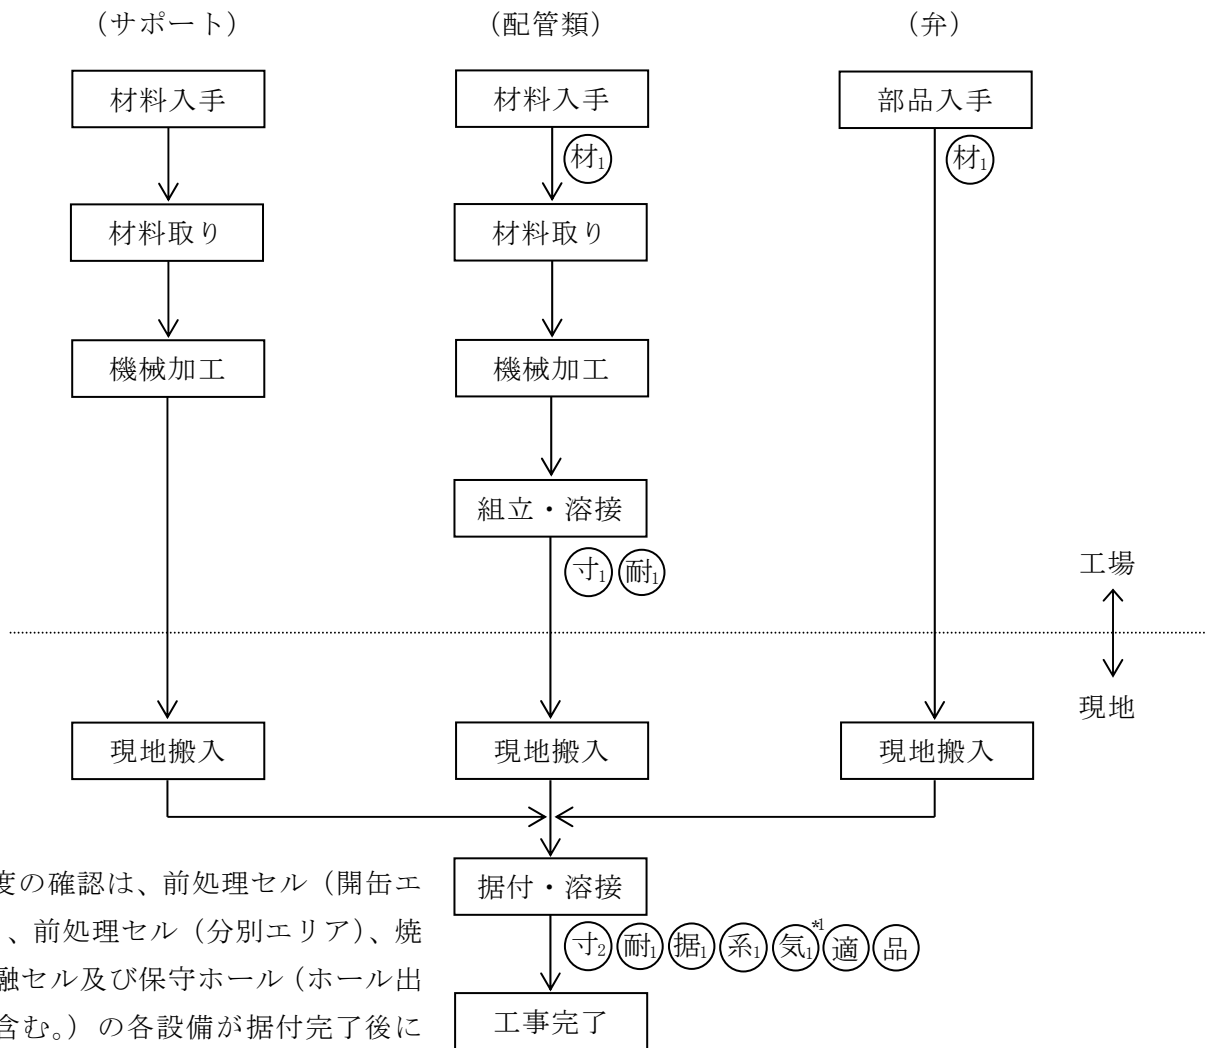 （サポート） （配管類） （弁）
材料入手 材料入手 部品入手
材1 材1
材料取り 材料取り
機械加工 機械加工
組立・溶接
寸1 耐1
工場
現地
現地搬入 現地搬入 現地搬入
据付・溶接
寸2 耐1 据1 系1 気1*1 適 品
工事完了
度の確認は、前処理セル（開缶エ
、前処理セル（分別エリア）、焼
融セル及び保守ホール（ホール出
含む。）の各設備が据付完了後に